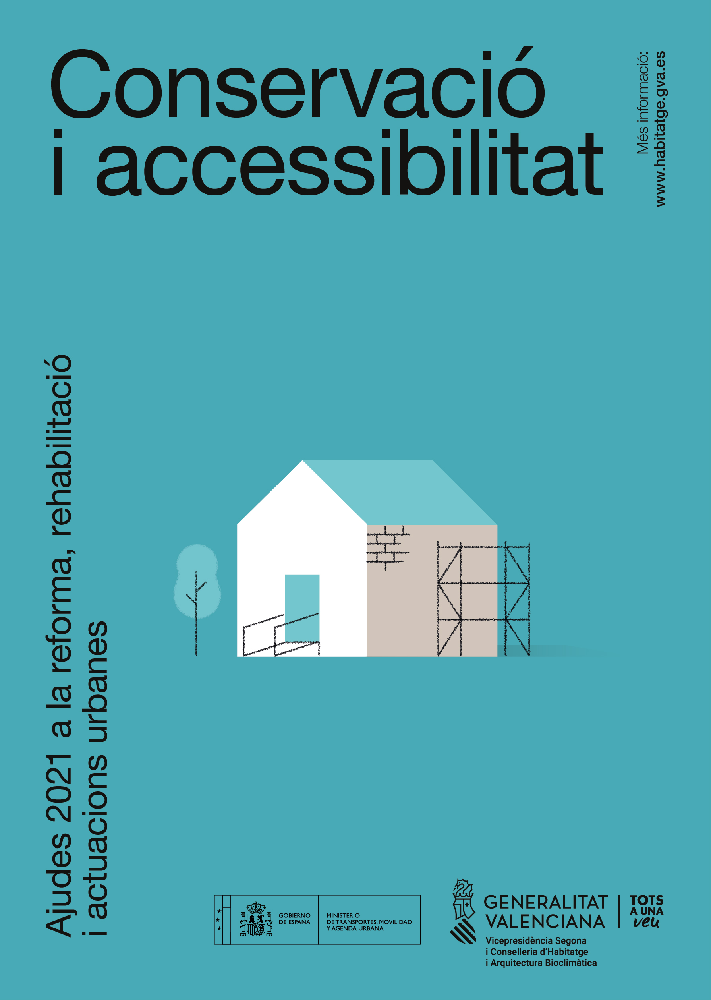 Conservació
i accessibilitat
Més informació:
www.habitatge.gva.es
Ajudes 2021 a la reforma, rehabilitació
i actuacions urbanes
GOBIERNO
DE ESPAÑA
MINISTERIO
DE TRANSPORTES, MOVILIDAD
Y AGENDA URBANA
GENERALITAT
VALENCIANA
TOTS
A UNA
veu
Vicepresidència Segona
i Conselleria d'Habitatge
i Arquitectura Bioclimàtica